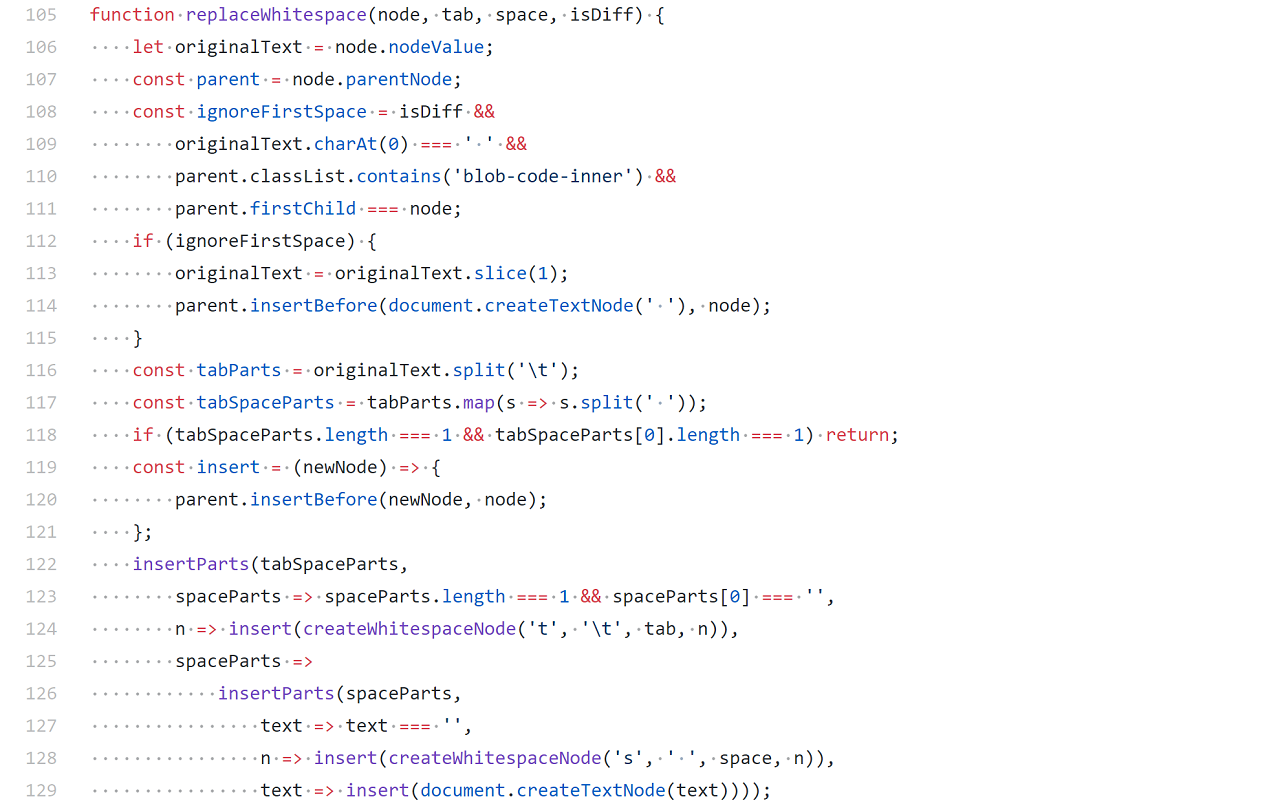 105 function·replaceWhitespace(node,·tab,·space,·isDiff)·{
106 ····let·originalText·=·node.nodeValue;
107 ····const·parent·=·node.parentNode;
108 ····const·ignoreFirstSpace·=·isDiff·&&
109 ········originalText.charAt(0)·===·'·'·&&
110 ········parent.classList.contains('blob-code-inner')·&&
111 ········parent.firstChild·===·node;
112 ····if·(ignoreFirstSpace)·{
113 ········originalText·=·originalText.slice(1);
114 ········parent.insertBefore(document.createTextNode('·'),·node);
115 ····}
116 ····const·tabParts·=·originalText.split('\t');
117 ····const·tabSpaceParts·=·tabParts.map(s·=>·s.split('·'));
118 ····if·(tabSpaceParts.length·===·1·&&·tabSpaceParts[0].length·===·1)·return;
119 ····const·insert·=·(newNode)·=>·{
120 ········parent.insertBefore(newNode,·node);
121 ····};
122 ····insertParts(tabSpaceParts,
123 ········spaceParts·=>·spaceParts.length·===·1·&&·spaceParts[0]·===·'',
124 ········n·=>·insert(createWhitespaceNode('t',·'\t',·tab,·n)),
125 ········spaceParts·=>
126 ············insertParts(spaceParts,
127 ················text·=>·text·===·'',
128 ················n·=>·insert(createWhitespaceNode('s',·'·',·space,·n)),
129 ················text·=>·insert(document.createTextNode(text))));